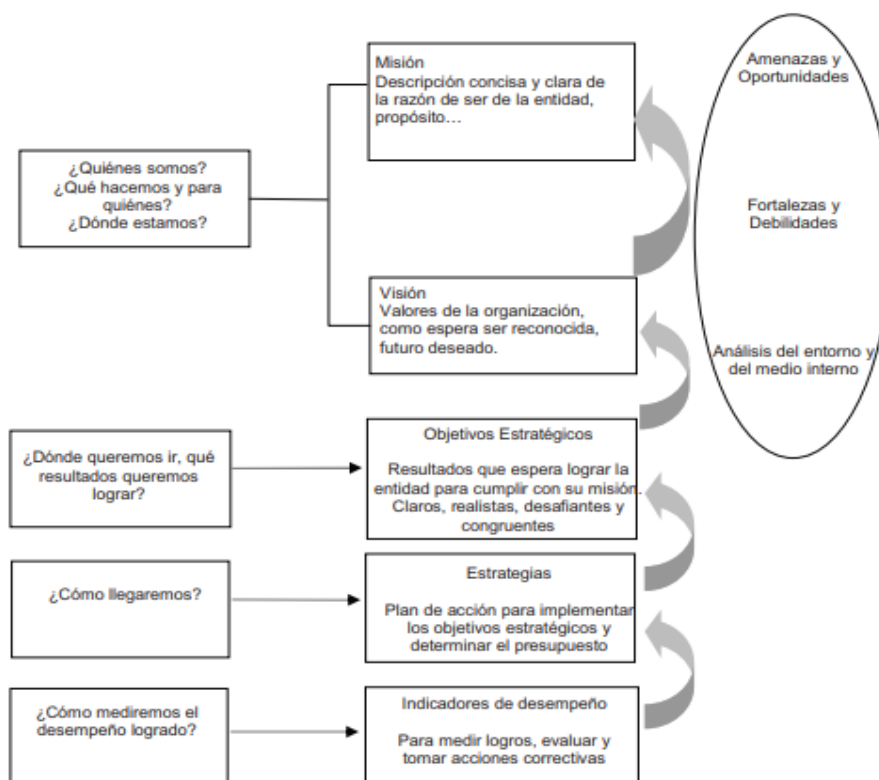 Misión
Descripción concisa y clara de
la razón de ser de la entidad,
propósito…
Amenazas y
Oportunidades
¿Quiénes somos?
¿Qué hacemos y para
quiénes?
¿Dónde estamos?
Fortalezas y
Debilidades
Visión
Valores de la organización,
como espera ser reconocida,
futuro deseado.
Análisis del entorno y
del medio interno
¿Dónde queremos ir, qué
resultados queremos
lograr?
Objetivos Estratégicos
Resultados que espera lograr la
entidad para cumplir con su misión.
Claros, realistas, desafiantes y
congruentes
¿Cómo llegaremos?
Estrategias
Plan de acción para implementar
los objetivos estratégicos y
determinar el presupuesto
¿Cómo mediremos el
desempeño logrado?
Indicadores de desempeño
Para medir logros, evaluar y
tomar acciones correctivas